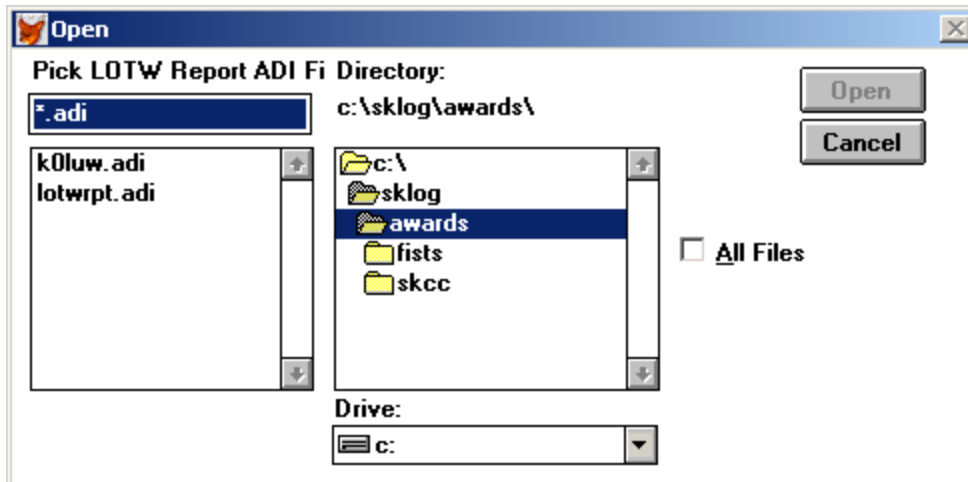 Open
Pick LOTW Report ADI Fi
*.adi
k0luw.adi
lotwrpt.adi
Directory:
c:\sklog\awards\
c:\
sklog
awards
fists
skcc
Drive:
c:
Open
Cancel
All Files